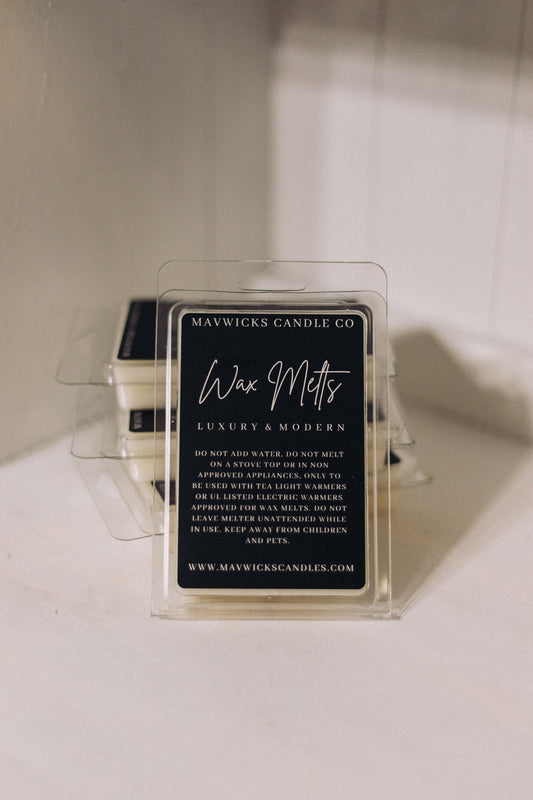 MAVWICKS CANDLE CO
Wax Melts
LUXURY & MODERN
DO NOT ADD WATER, DO NOT MELT
ON A STOVE TOP OR IN NON
APPROVED APPLIANCES, ONLY TO
BE USED WITH TEA LIGHT WARMERS
OR UL LISTED ELECTRIC WARMERS
APPROVED FOR WAX MELTS. DO NOT
LEAVE MELTER UNATTENDED WHILE
IN USE. KEEP AWAY FROM CHILDREN
AND PETS.
WWW.MAVWICKSCANDLES.COM